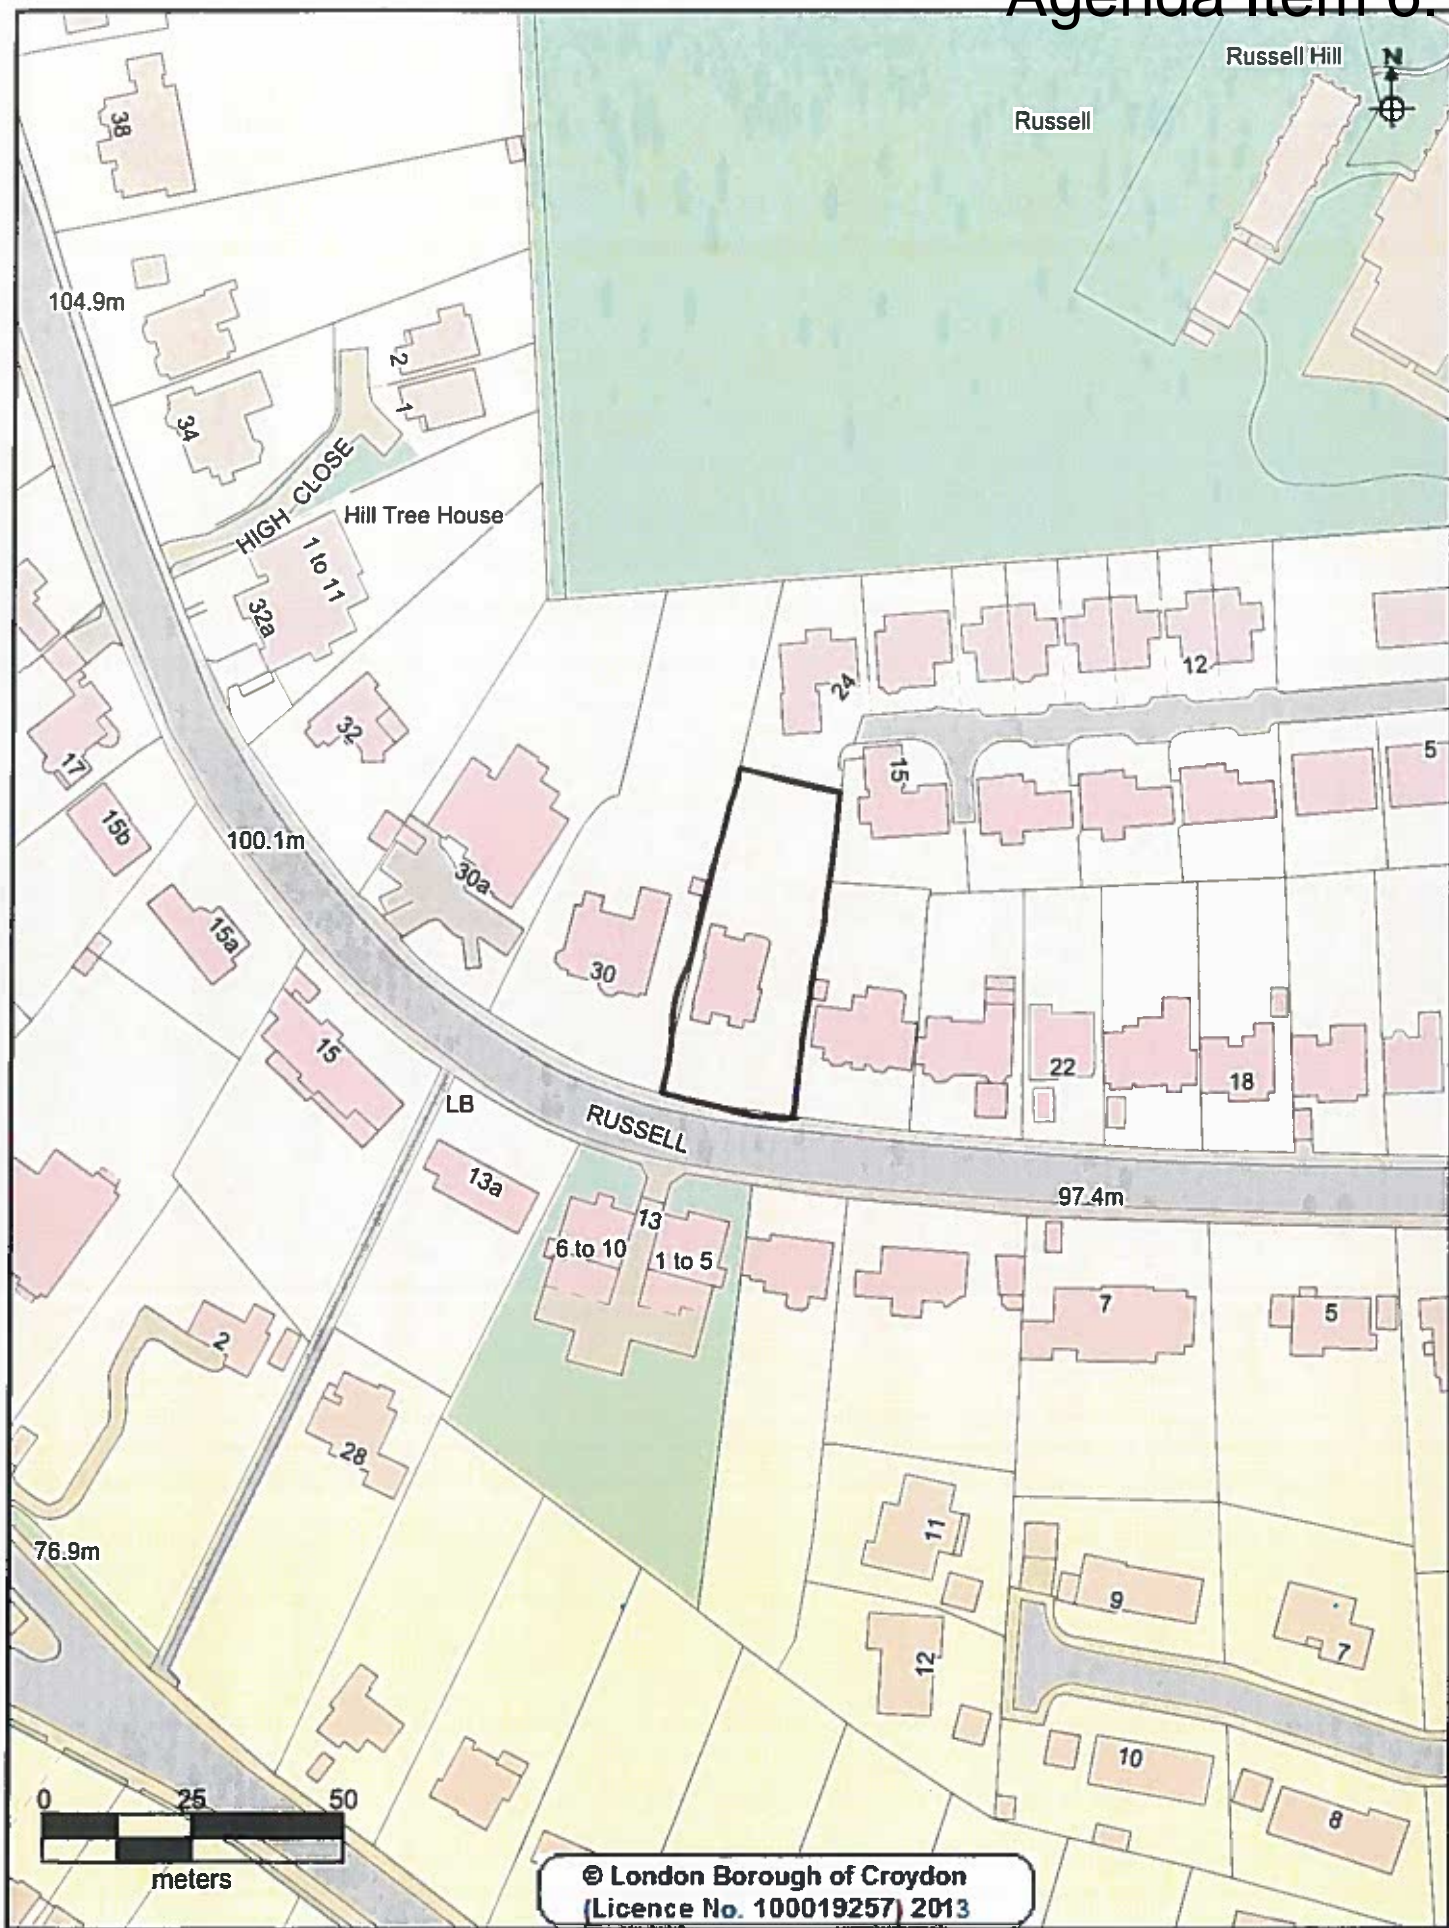 Agenda Item 6.
Russell Hill
N
Russell
38
104.9m
2
1
34
HIGH CLOSE
Hill Tree House
1 to 11
32a
24
12
32
17
15
5
15b
100.1m
30a
15a
30
15
22
18
LB
RUSSELL
13a
97.4m
13
6 to 10
1 to 5
7
5
2
28
11
76.9m
9
7
12
10
8
0 25 50
meters
© London Borough of Croydon
(Licence No. 100019257) 2013